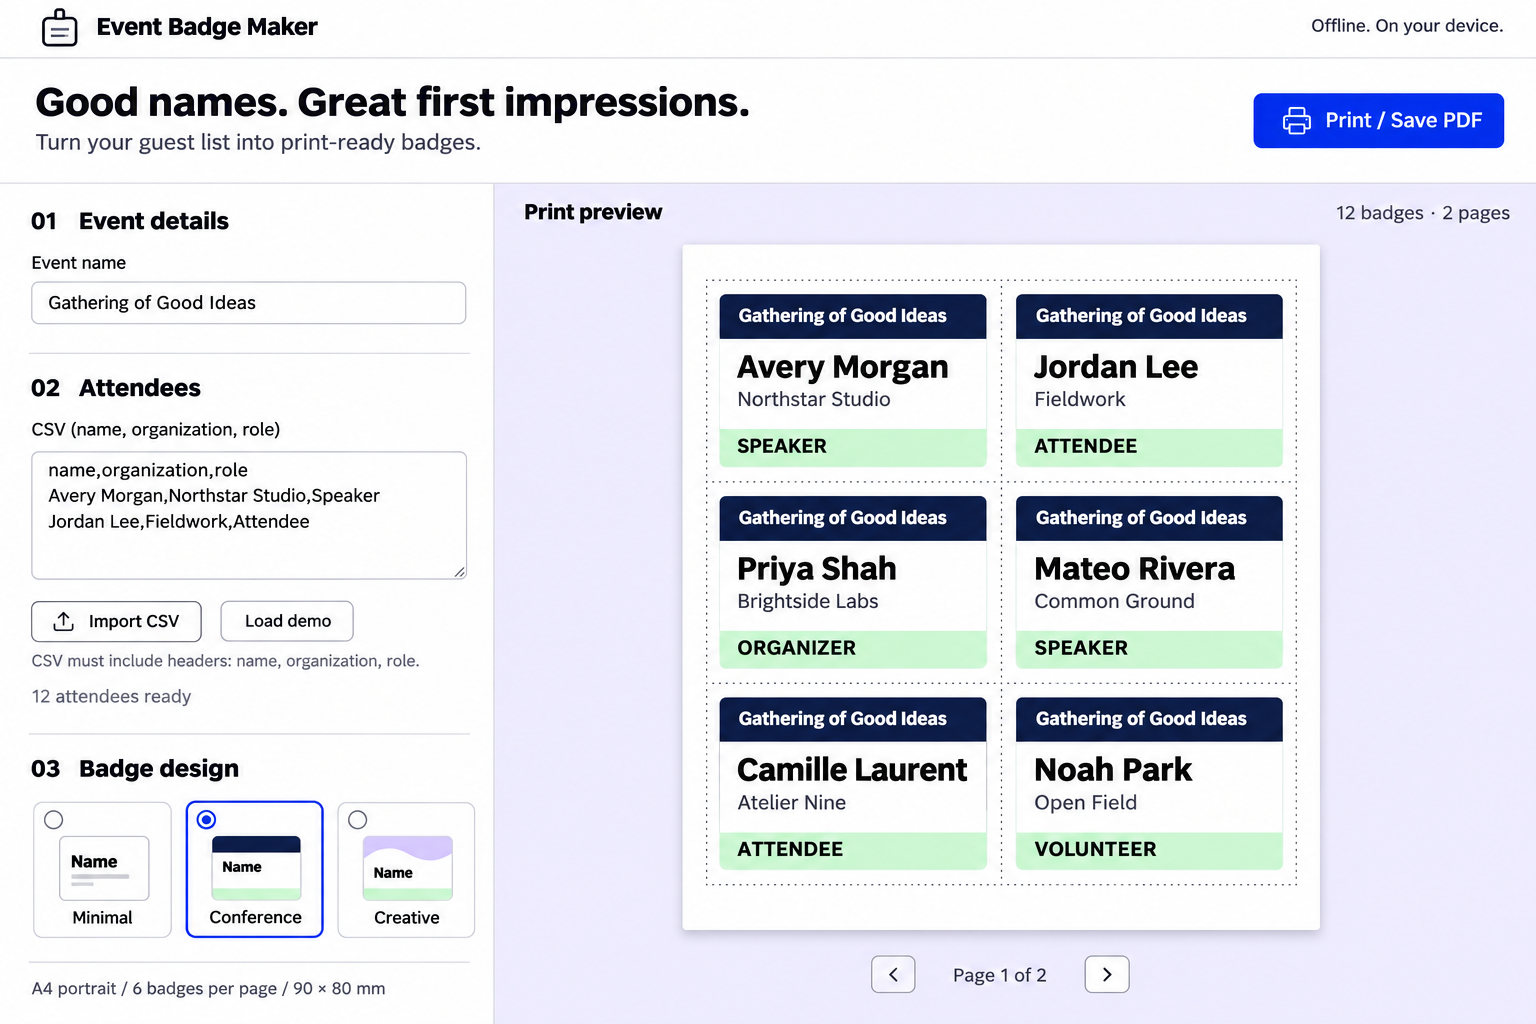 Event Badge Maker
Offline. On your device.
Good names. Great first impressions.
Turn your guest list into print-ready badges.
Print / Save PDF
01 Event details
Event name
Gathering of Good Ideas
02 Attendees
CSV (name, organization, role)
name,organization,role
Avery Morgan,Northstar Studio,Speaker
Jordan Lee,Fieldwork,Attendee
Import CSV
Load demo
CSV must include headers: name, organization, role.
12 attendees ready
03 Badge design
Name
Minimal
Name
Conference
Name
Creative
A4 portrait / 6 badges per page / 90 × 80 mm
Print preview
12 badges · 2 pages
Gathering of Good Ideas
Avery Morgan
Northstar Studio
SPEAKER
Gathering of Good Ideas
Jordan Lee
Fieldwork
ATTENDEE
Gathering of Good Ideas
Priya Shah
Brightside Labs
ORGANIZER
Gathering of Good Ideas
Mateo Rivera
Common Ground
SPEAKER
Gathering of Good Ideas
Camille Laurent
Atelier Nine
ATTENDEE
Gathering of Good Ideas
Noah Park
Open Field
VOLUNTEER
Page 1 of 2